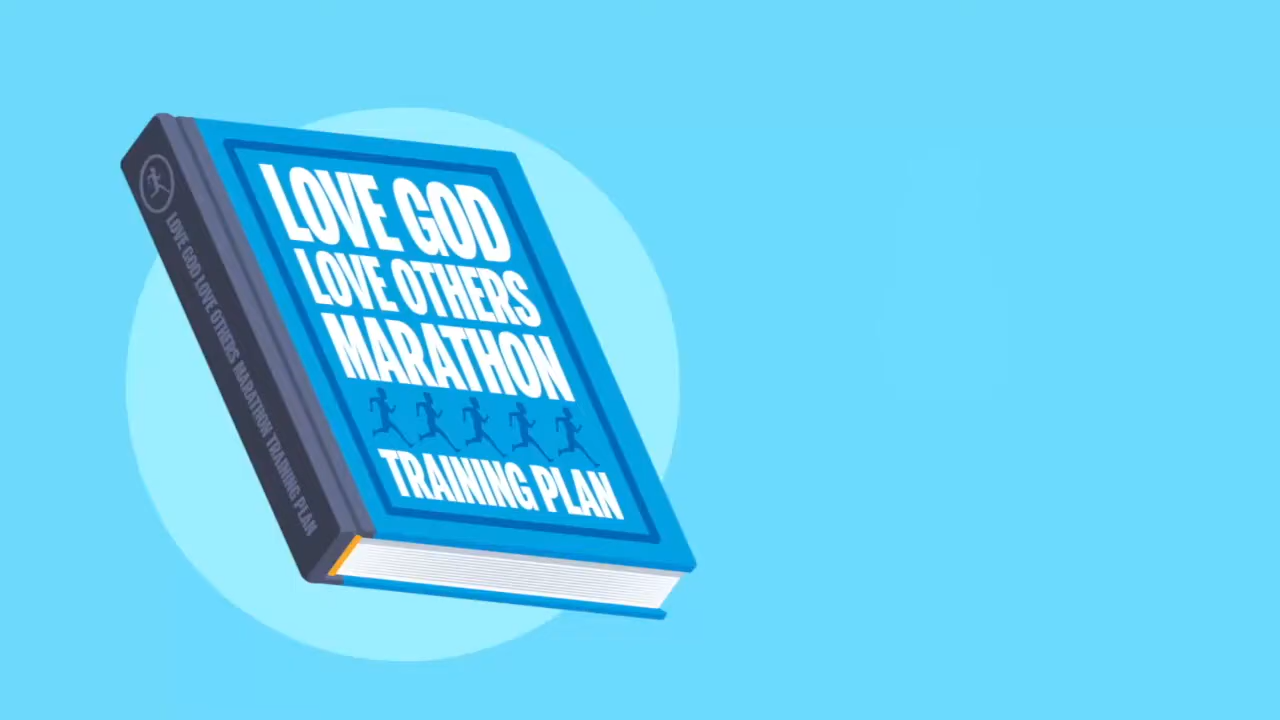 LOVE GOD
LOVE OTHERS
MARATHON
TRAINING PLAN
LOVE GOD LOVE OTHERS MARATHON TRAINING PLAN